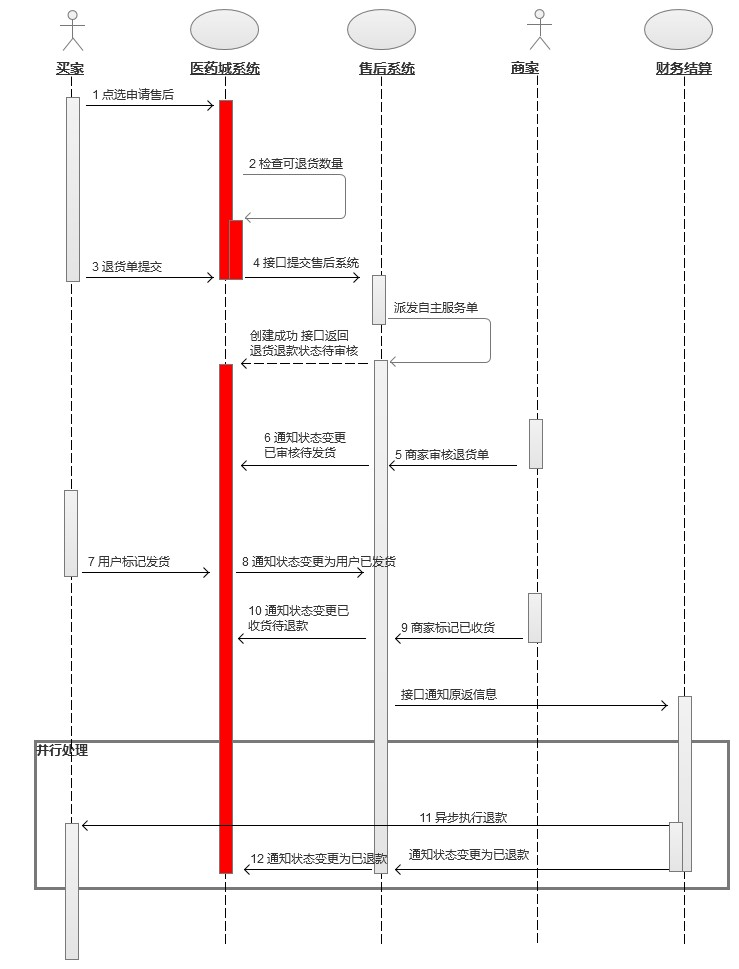 买家
医药城系统
售后系统
商家
财务结算
1 点选申请售后
2 检查可退货数量
3 退货单提交
4 接口提交售后系统
派发自主服务单
创建成功 接口返回
退货退款状态待审核
6 通知状态变更
已审核待发货
5 商家审核退货单
7 用户标记发货
8 通知状态变更为用户已发货
10 通知状态变更已
收货待退款
9 商家标记已收货
接口通知原返信息
并行处理
11 异步执行退款
12 通知状态变更为已退款
通知状态变更为已退款